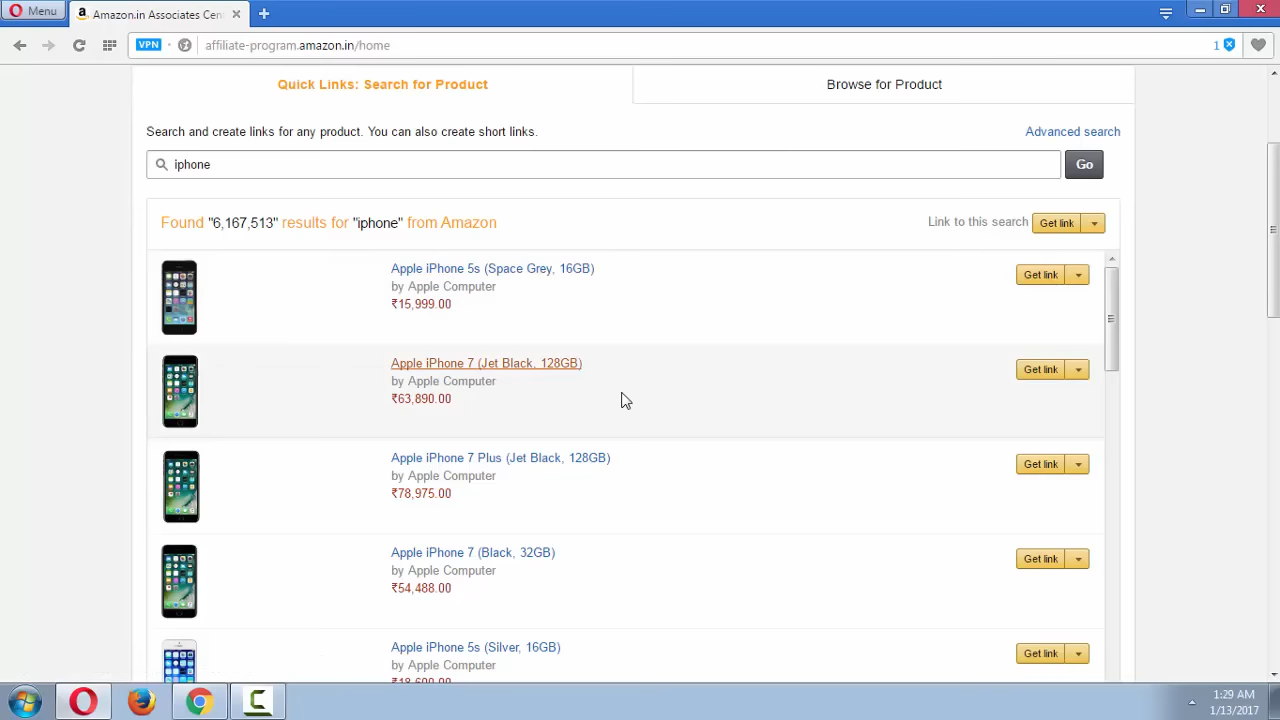 Menu
Amazon.in Associates Cen
VPN
affiliate-program.amazon.in/home
1
Quick Links: Search for Product
Browse for Product
Search and create links for any product. You can also create short links.
Advanced search
iphone
Go
Found "6,167,513" results for "iphone" from Amazon
Link to this search
Get link
Apple iPhone 5s (Space Grey, 16GB)
by Apple Computer
₹15,999.00
Get link
Apple iPhone 7 (Jet Black, 128GB)
by Apple Computer
₹63,890.00
Get link
Apple iPhone 7 Plus (Jet Black, 128GB)
by Apple Computer
₹78,975.00
Get link
Apple iPhone 7 (Black, 32GB)
by Apple Computer
₹54,488.00
Get link
Apple iPhone 5s (Silver, 16GB)
by Apple Computer
Get link
1:29 AM
1/13/2017